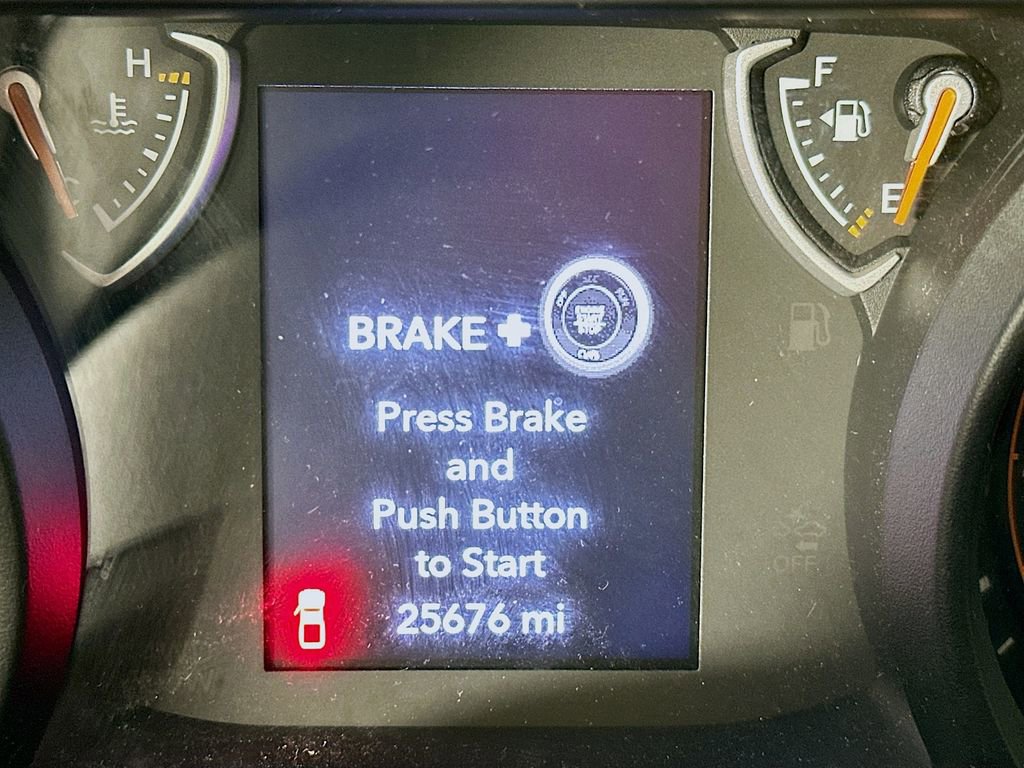 H
F
E
BRAKE +
Press Brake
and
Push Button
to Start
25676 mi
OFF